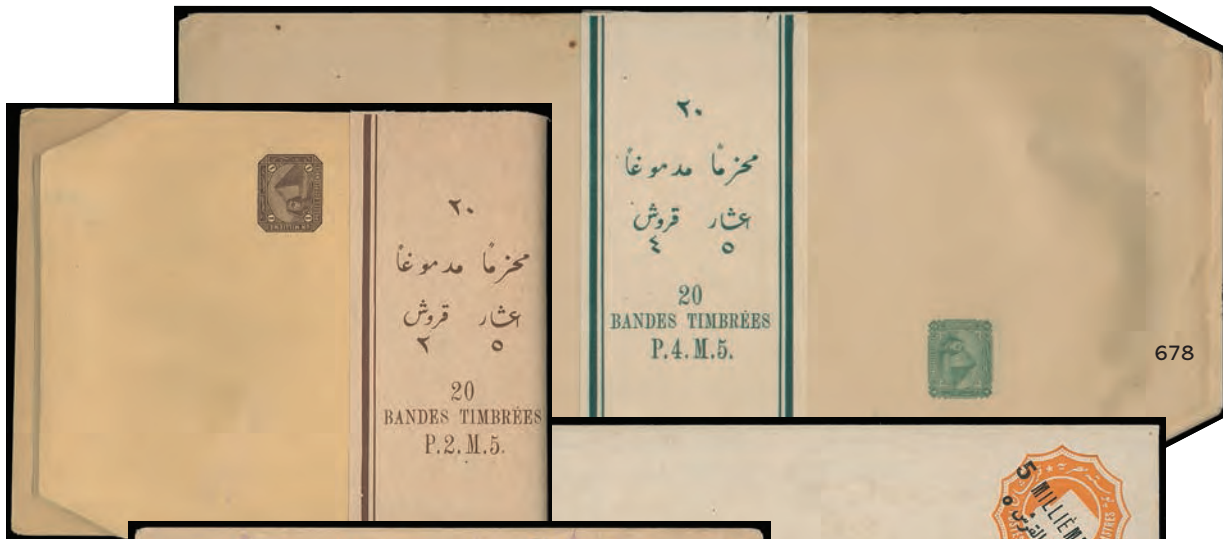 ٢٠
محزمًا مدموغًا
عشار قروش
٥ ٤
20
BANDES TIMBRÉES
P.4.M.5.
678
٢٠
محزمًا مدموغًا
عشار قروش
٥ ٢
20
BANDES TIMBRÉES
P.2.M.5.
5 MILLIÈM